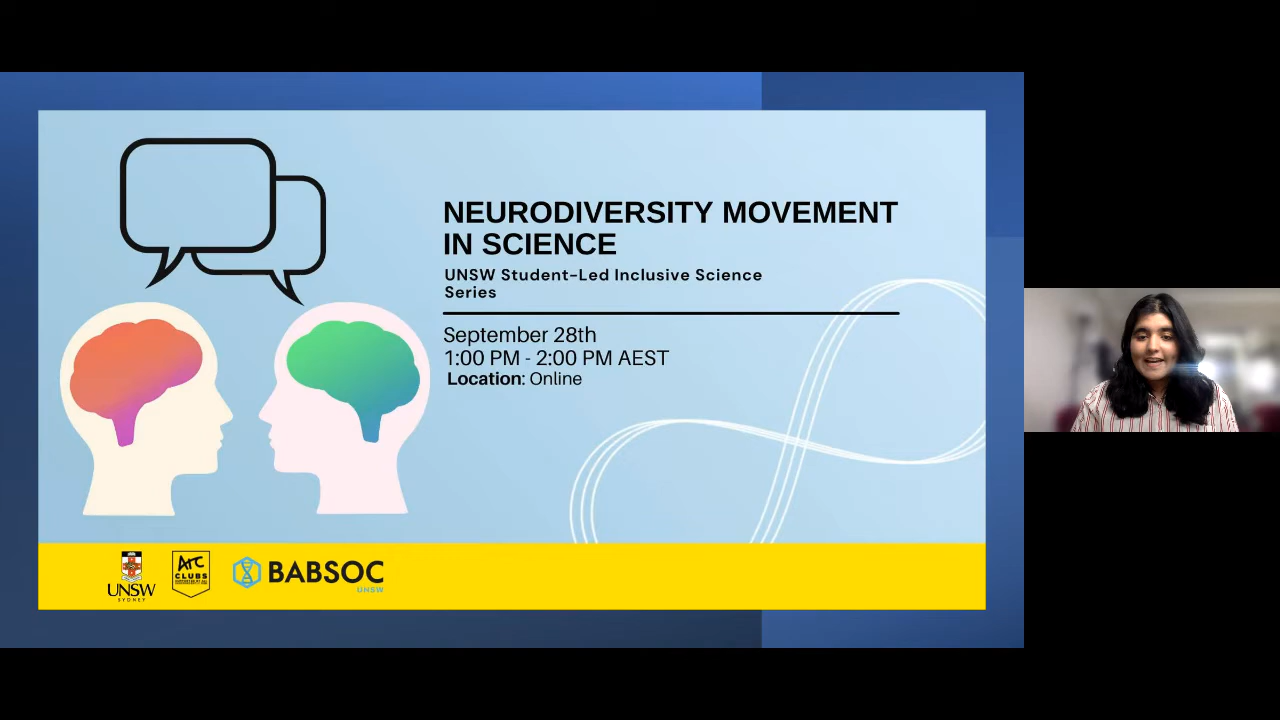 NEURODIVERSITY MOVEMENT
IN SCIENCE
UNSW Student-Led Inclusive Science
Series
September 28th
1:00 PM - 2:00 PM AEST
Location: Online
UNSW
SYDNEY
Arc
CLUBS
BABSOC
UNSW